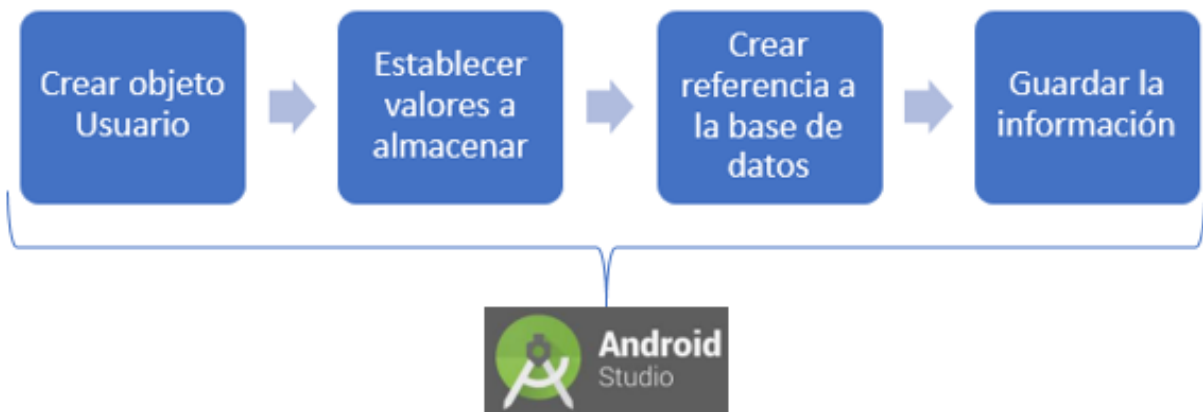 Crear objeto
Usuario
Establecer
valores a
almacenar
Crear
referencia a
la base de
datos
Guardar la
información
Android
Studio